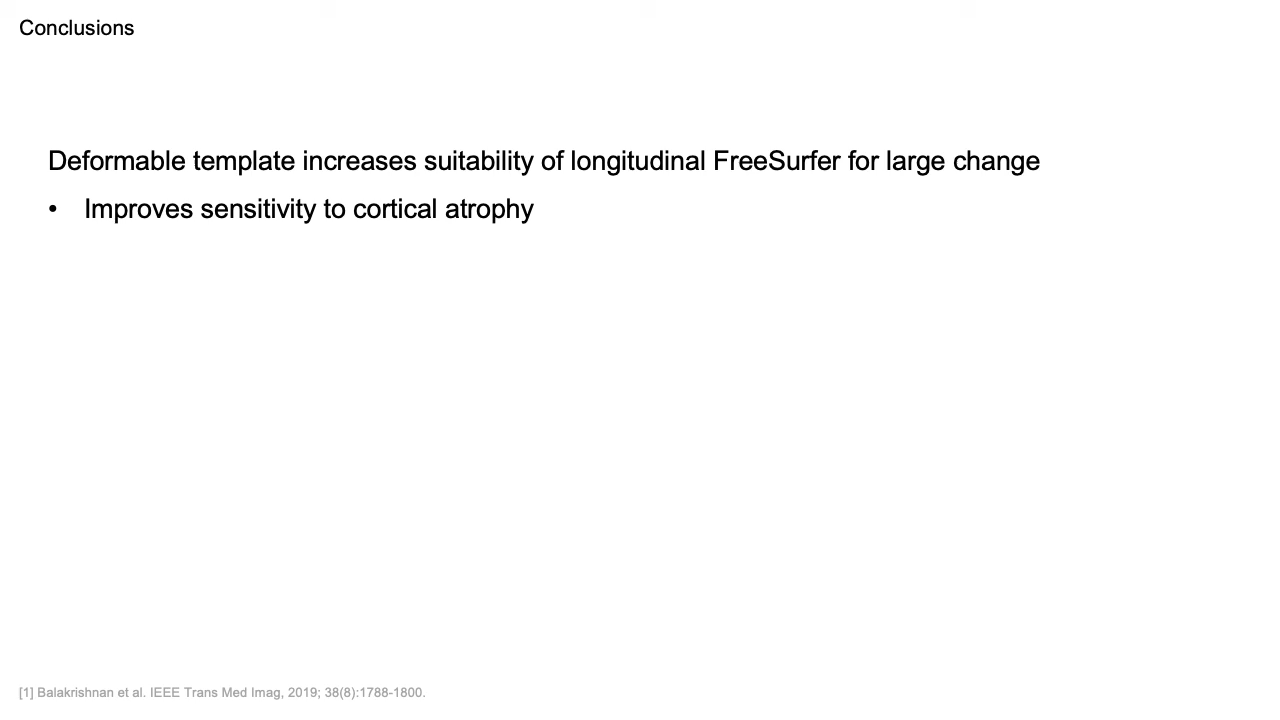 Conclusions
Deformable template increases suitability of longitudinal FreeSurfer for large change
• Improves sensitivity to cortical atrophy
[1] Balakrishnan et al. IEEE Trans Med Imag, 2019; 38(8):1788-1800.